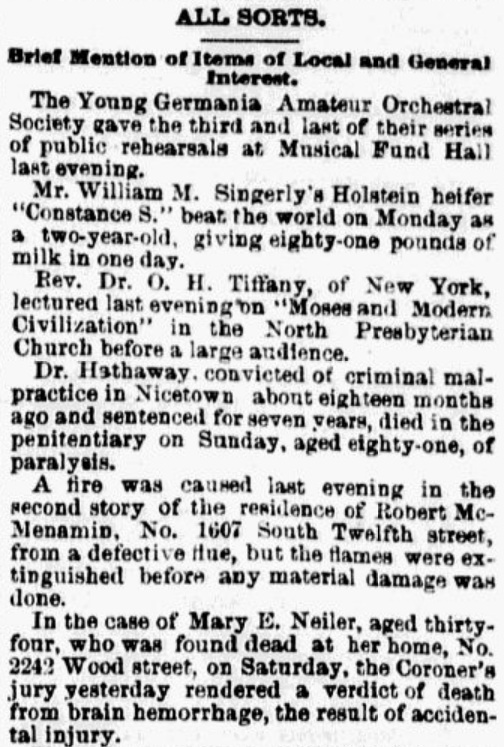 ALL SORTS.
Brief Mention of Items of Local and General
Interest.
The Young Germania Amateur Orchestral
Society gave the third and last of their series
of public rehearsals at Musical Fund Hall
last evening.
Mr. William M. Singerly's Holstein heifer
"Constance S." beat the world on Monday as
a two-year-old, giving eighty-one pounds of
milk in one day.
Rev. Dr. O. H. Tiffany, of New York,
lectured last evening on "Moses and Modern
Civilization" in the North Presbyterian
Church before a large audience.
Dr. Hathaway, convicted of criminal mal-
practice in Nicetown about eighteen months
ago and sentenced for seven years, died in the
penitentiary on Sunday, aged eighty-one, of
paralysis.
A fire was caused last evening in the
second story of the residence of Robert Mc-
Menamin, No. 1607 South Twelfth street,
from a defective flue, but the flames were ex-
tinguished before any material damage was
done.
In the case of Mary E. Neiler, aged thirty-
four, who was found dead at her home, No.
2242 Wood street, on Saturday, the Coroner's
jury yesterday rendered a verdict of death
from brain hemorrhage, the result of acciden-
tal injury.